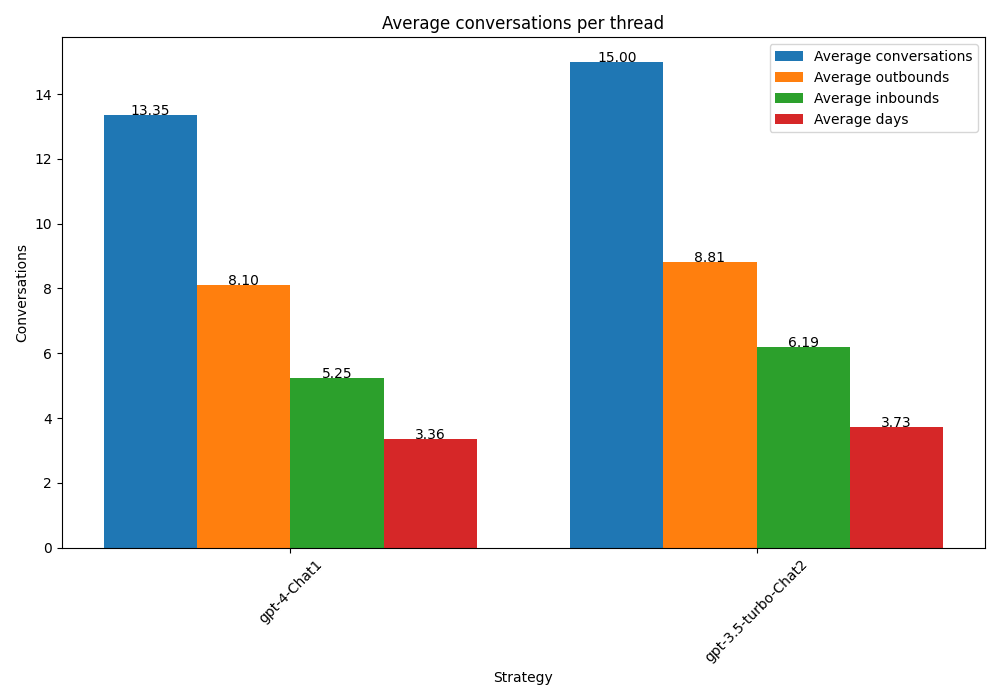 Average conversations per thread
Average conversations
Average outbounds
Average inbounds
Average days
Conversations
14
12
10
8
6
4
2
0
13.35
8.10
5.25
3.36
15.00
8.81
6.19
3.73
gpt-4-Chat1
gpt-3.5-turbo-Chat2
Strategy